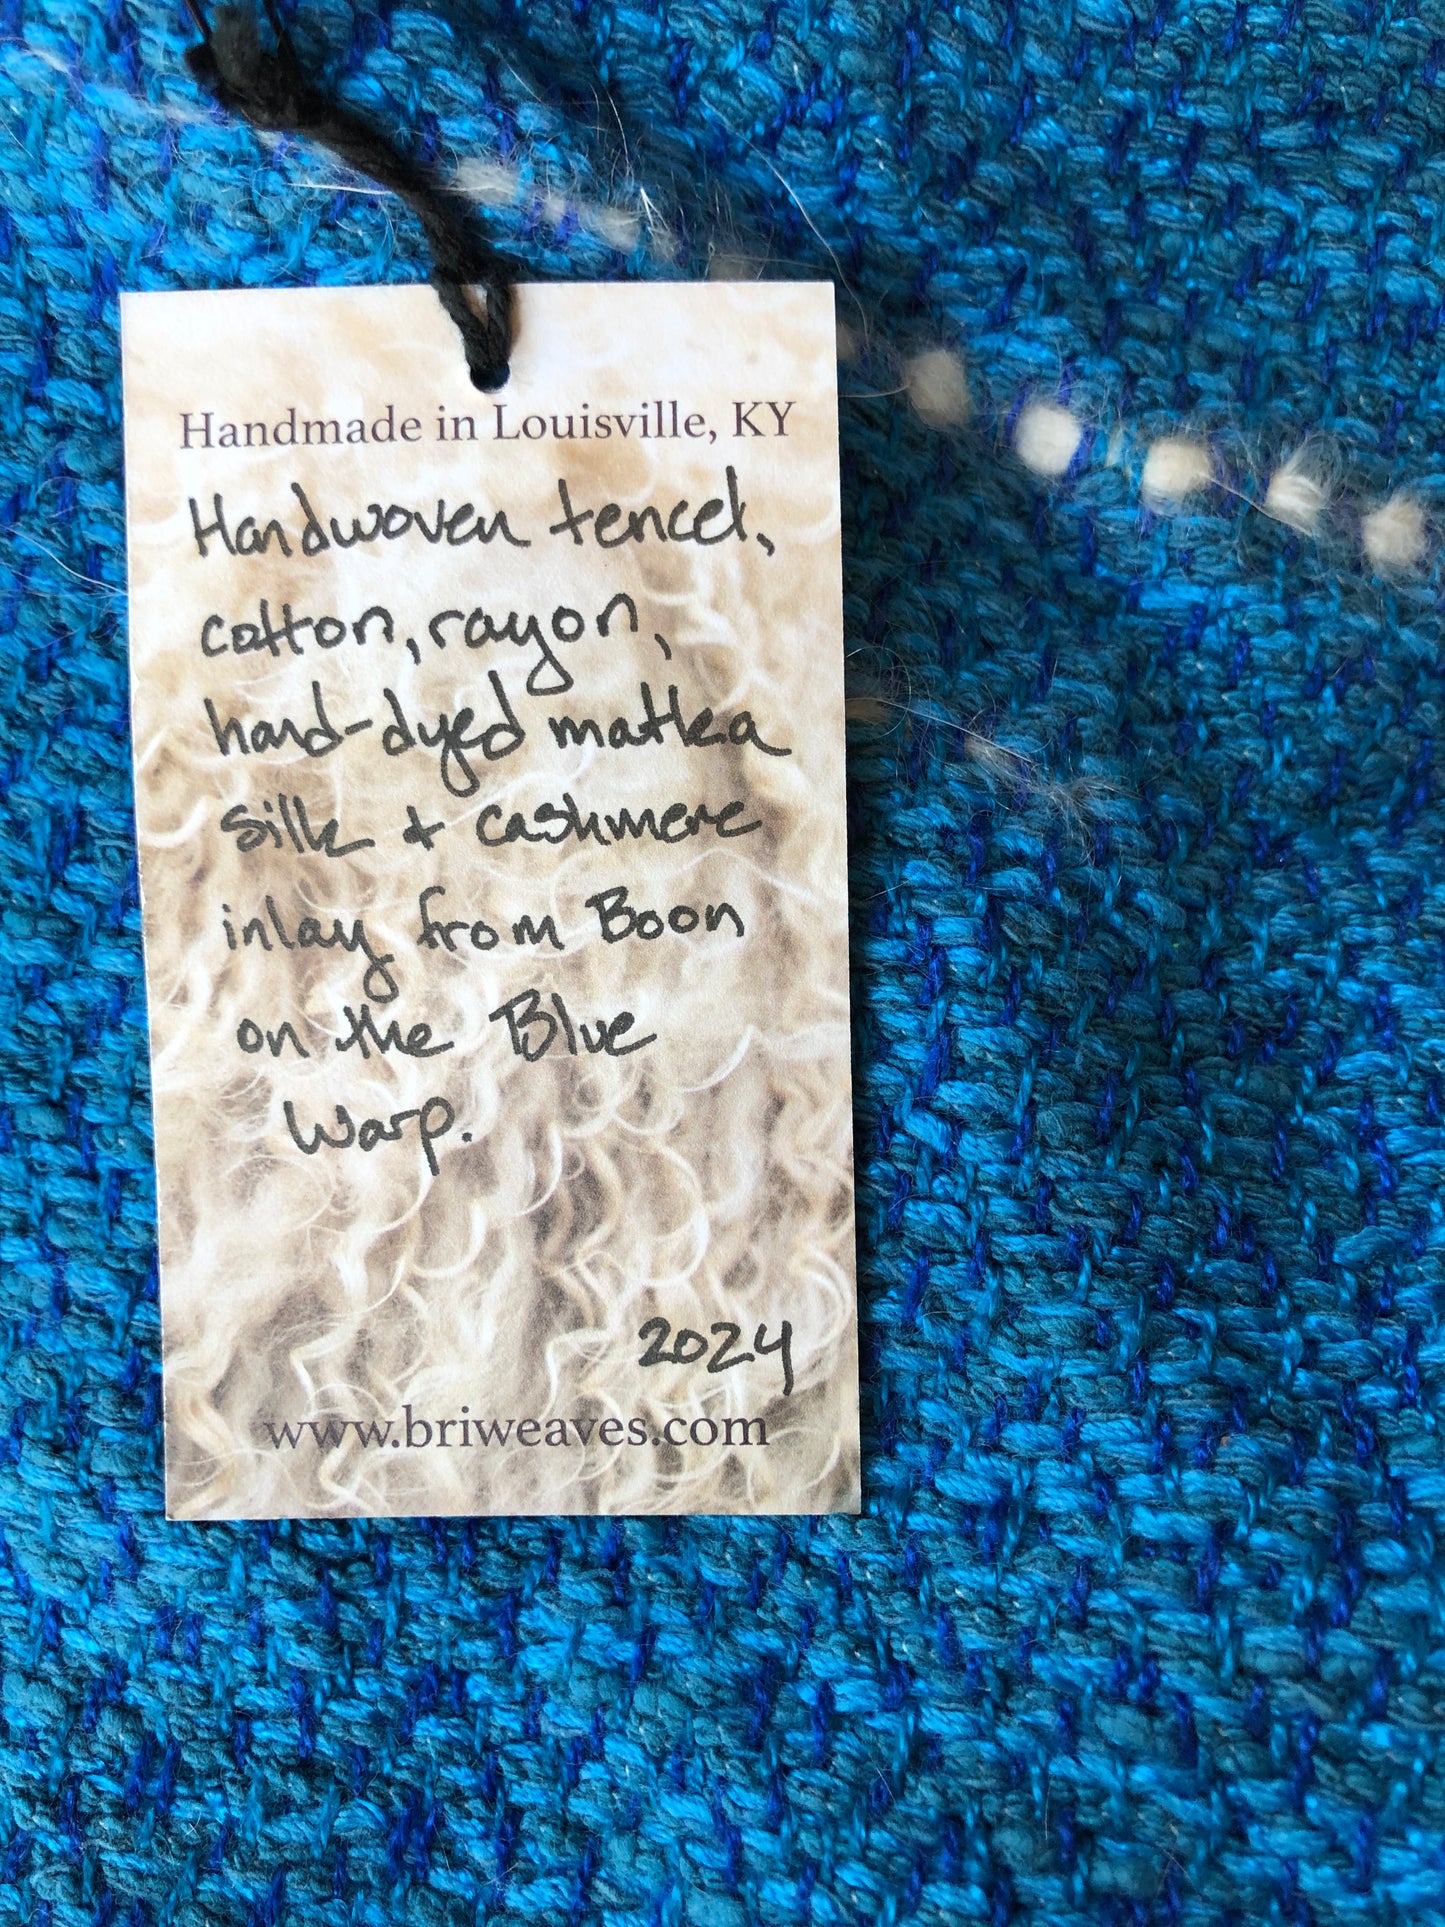 Handmade in Louisville, KY
Handwoven tencel,
cotton, rayon,
hand-dyed matka
silk + cashmere
inlay from Boon
on the Blue
Warp.
2024
www.briweaves.com